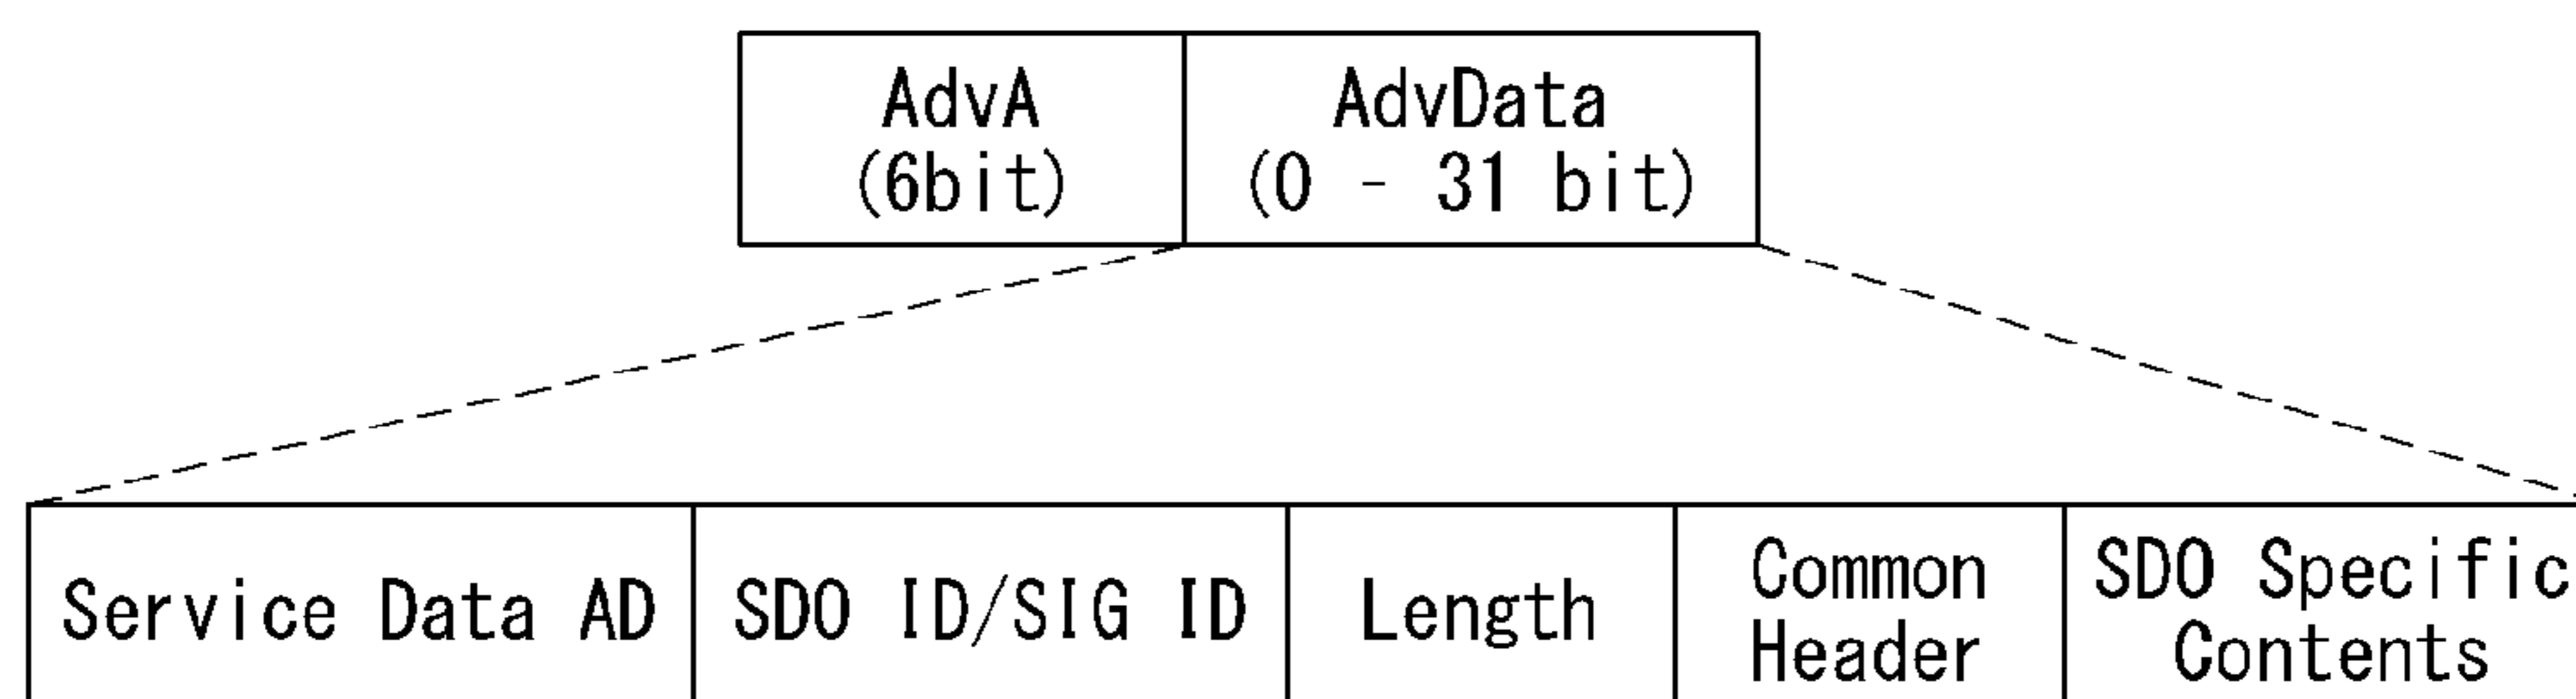 AdvA
(6bit)
AdvData
(0 - 31 bit)
Service Data AD
SDO ID/SIG ID
Length
Common
Header
SDO Specific
Contents